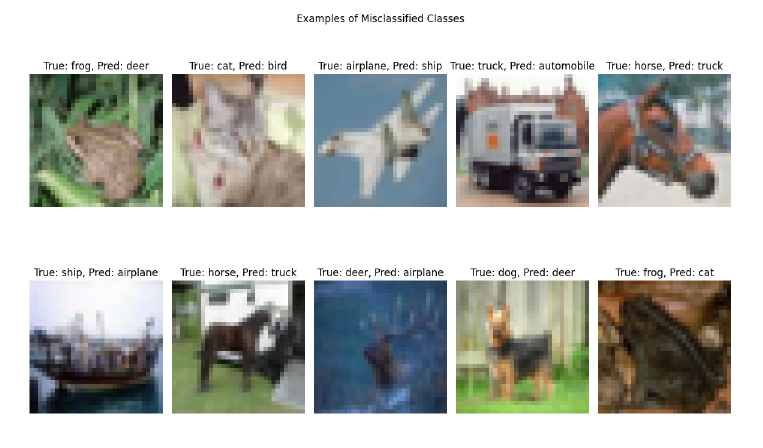 Examples of Misclassified Classes
True: frog, Pred: deer
True: cat, Pred: bird
True: airplane, Pred: ship
True: truck, Pred: automobile
True: horse, Pred: truck
True: ship, Pred: airplane
True: horse, Pred: truck
True: deer, Pred: airplane
True: dog, Pred: deer
True: frog, Pred: cat